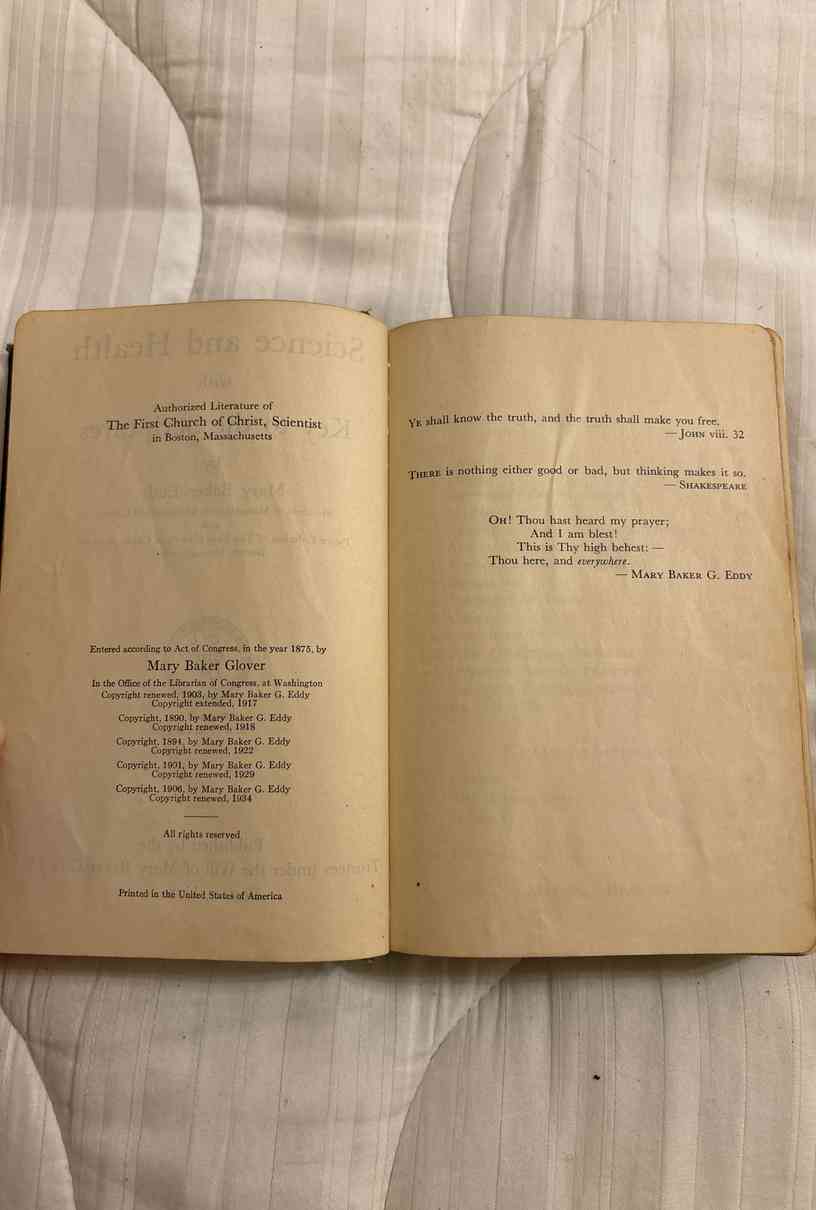 Authorized Literature of
The First Church of Christ, Scientist
in Boston, Massachusetts
Entered according to Act of Congress, in the year 1875, by
Mary Baker Glover
In the Office of the Librarian of Congress, at Washington
Copyright renewed, 1903, by Mary Baker G. Eddy
Copyright extended, 1917
Copyright, 1890, by Mary Baker G. Eddy
Copyright renewed, 1918
Copyright, 1894, by Mary Baker G. Eddy
Copyright renewed, 1922
Copyright, 1901, by Mary Baker G. Eddy
Copyright renewed, 1929
Copyright, 1906, by Mary Baker G. Eddy
Copyright renewed, 1934
All rights reserved
Printed in the United States of America
YE shall know the truth, and the truth shall make you free.
— JOHN viii. 32
THERE is nothing either good or bad, but thinking makes it so.
— SHAKESPEARE
OH! Thou hast heard my prayer;
And I am blest!
This is Thy high behest: —
Thou here, and everywhere.
— MARY BAKER G. EDDY